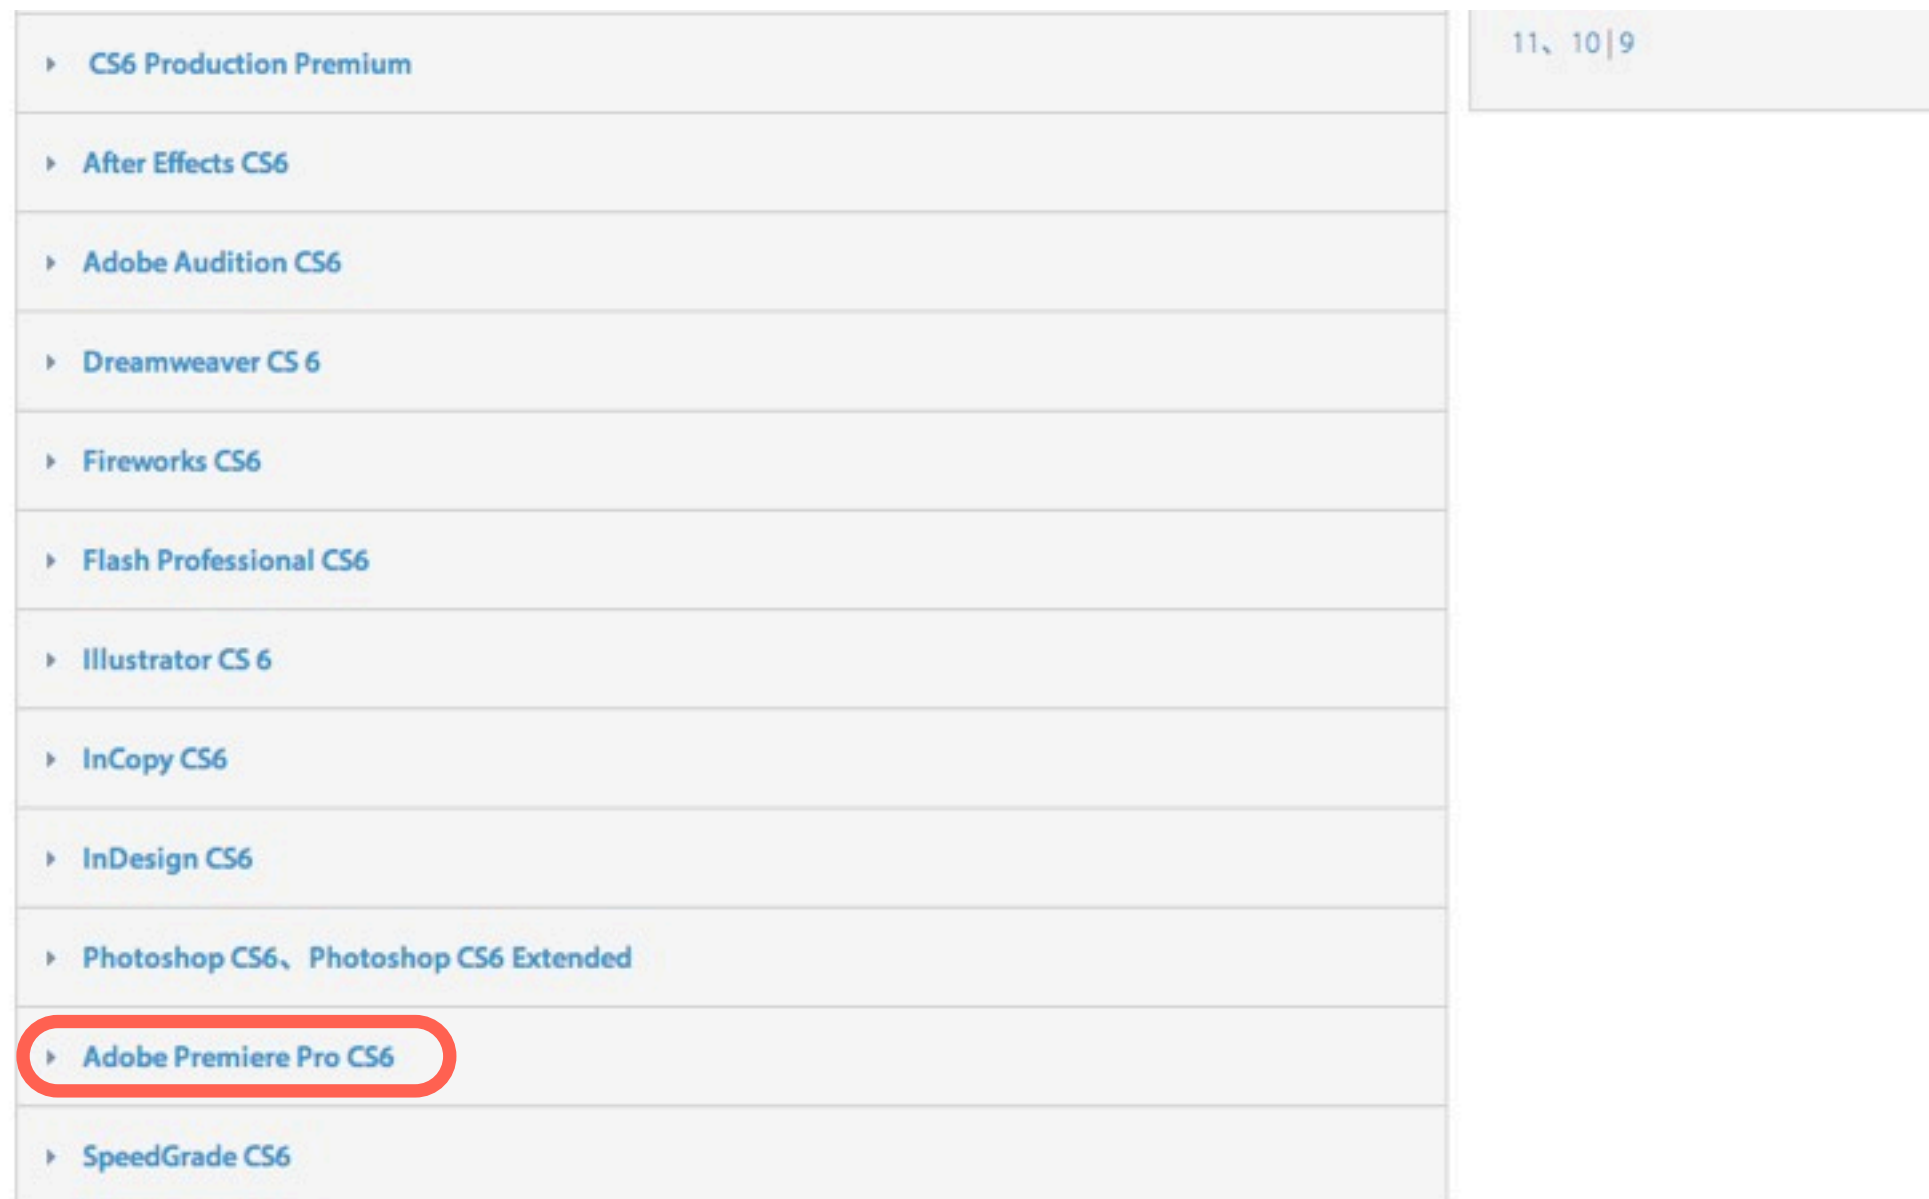 CS6 Production Premium
After Effects CS6
Adobe Audition CS6
Dreamweaver CS 6
Fireworks CS6
Flash Professional CS6
Illustrator CS 6
InCopy CS6
InDesign CS6
Photoshop CS6、Photoshop CS6 Extended
Adobe Premiere Pro CS6
SpeedGrade CS6
11、10|9